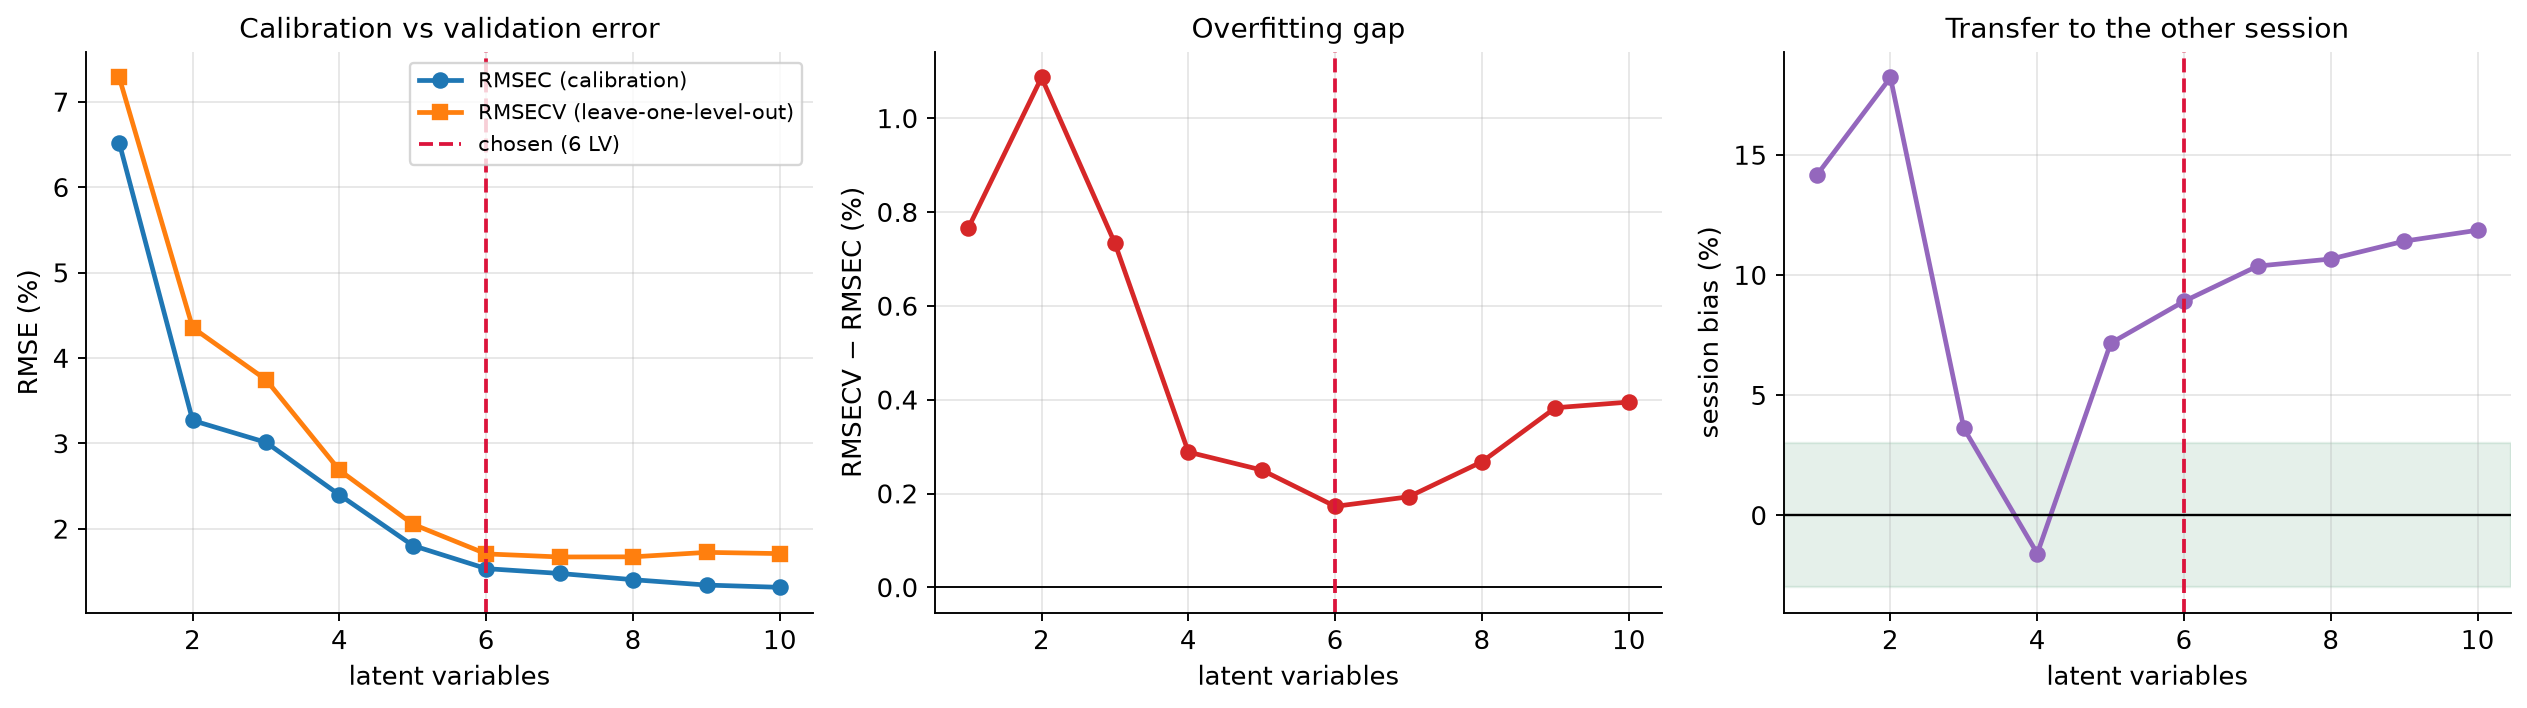 Calibration vs validation error
RMSE (%)
7
6
5
4
3
2
RMSEC (calibration)
RMSECV (leave-one-level-out)
chosen (6 LV)
2 4 6 8 10
latent variables
Overfitting gap
RMSECV − RMSEC (%)
1.0
0.8
0.6
0.4
0.2
0.0
2 4 6 8 10
latent variables
Transfer to the other session
session bias (%)
15
10
5
0
2 4 6 8 10
latent variables